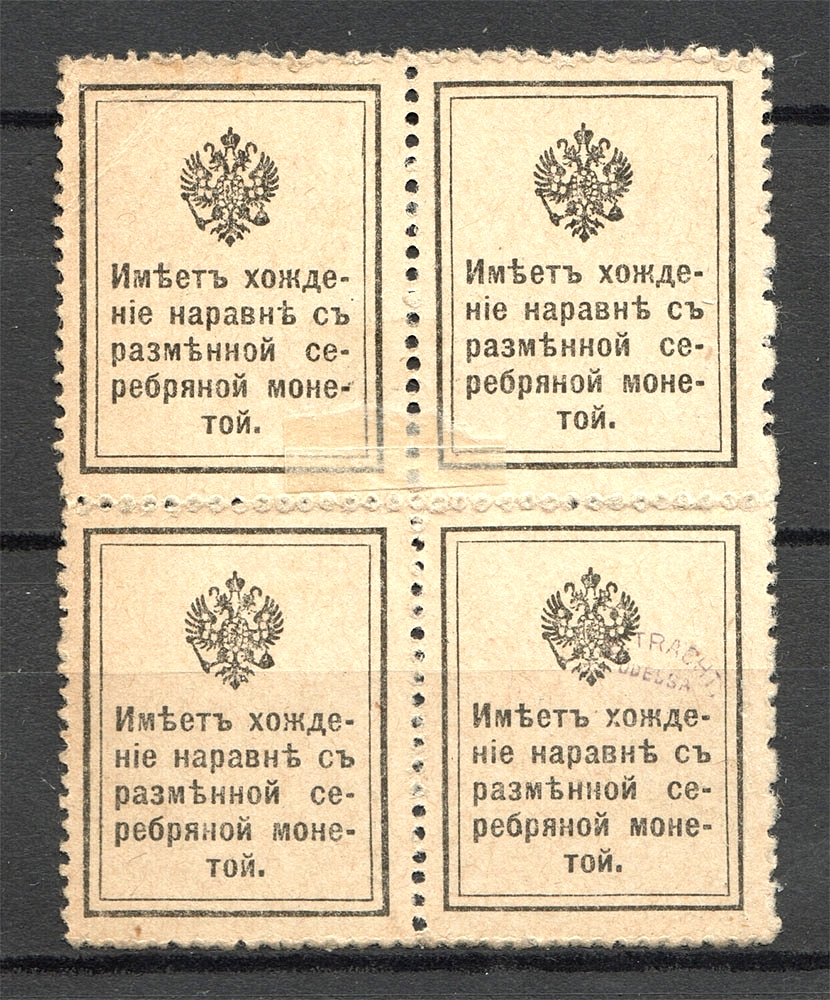 Имѣетъ хожде-
ніе наравнѣ съ
размѣнной се-
ребряной моне-
той.
Имѣетъ хожде-
ніе наравнѣ съ
размѣнной се-
ребряной моне-
той.
Имѣетъ хожде-
ніе наравнѣ съ
размѣнной се-
ребряной моне-
той.
TRACHT.
ODESSA
Имѣетъ хожде-
ніе наравнѣ съ
размѣнной се-
ребряной моне-
той.